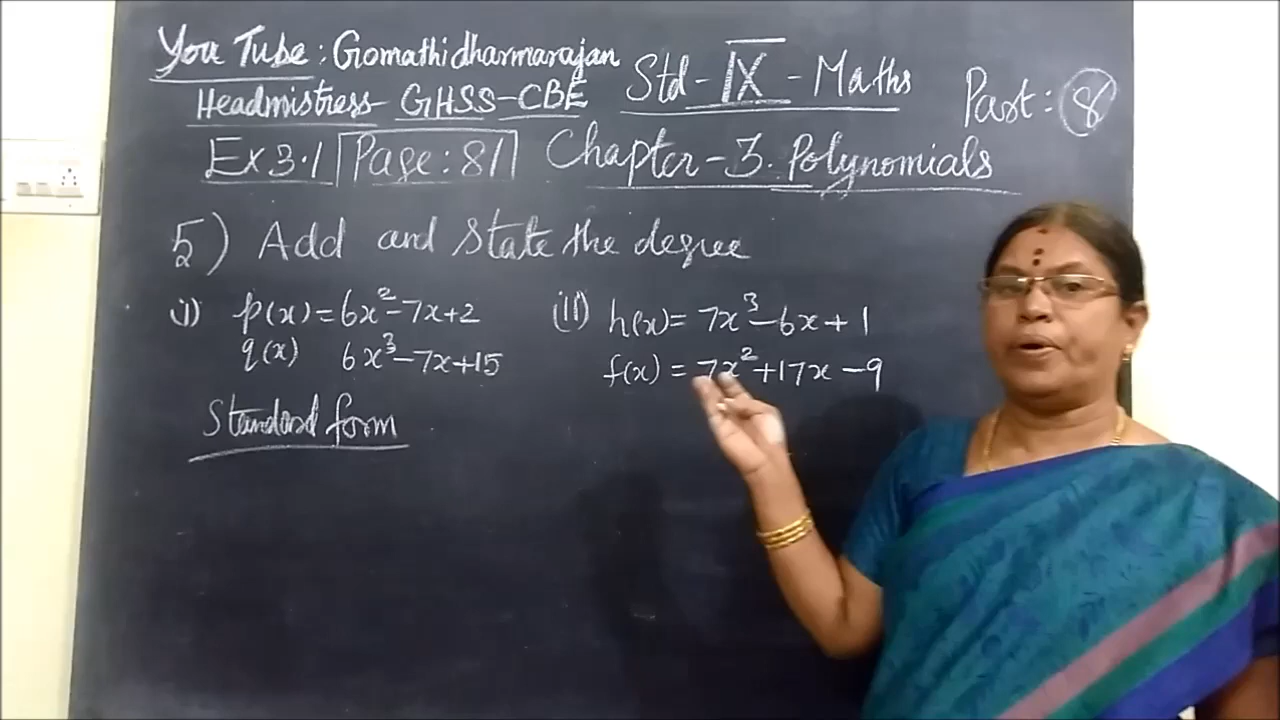 You Tube : Gomathidharmarajan
Headmistress - GHSS - CBE
Std - IX - Maths
Part : 8
Ex 3.1 Page : 81 Chapter - 3. Polynomials
5) Add and State the degree
i) p(x) = 6x² - 7x + 2
q(x) 6x³ - 7x + 15
(ii) h(x) = 7x³ - 6x + 1
f(x) = 7x² + 17x - 9
Standard form